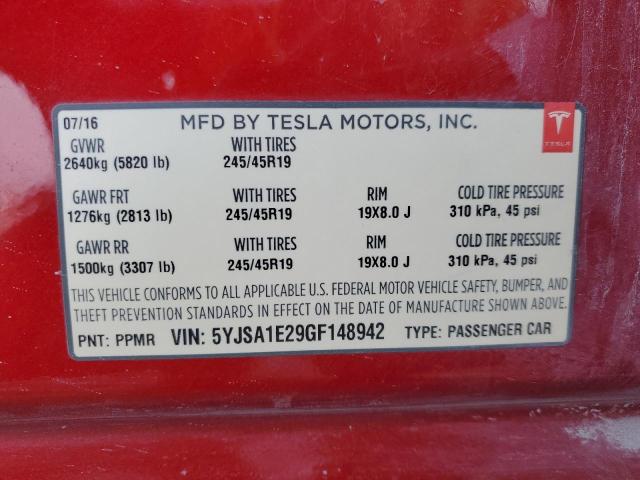 07/16 MFD BY TESLA MOTORS, INC.
TESLA
GVWR WITH TIRES
2640kg (5820 lb) 245/45R19
GAWR FRT WITH TIRES RIM COLD TIRE PRESSURE
1276kg (2813 lb) 245/45R19 19X8.0 J 310 kPa, 45 psi
GAWR RR WITH TIRES RIM COLD TIRE PRESSURE
1500kg (3307 lb) 245/45R19 19X8.0 J 310 kPa, 45 psi
THIS VEHICLE CONFORMS TO ALL APPLICABLE U.S. FEDERAL MOTOR VEHICLE SAFETY, BUMPER, AND
THEFT PREVENTION STANDARDS IN EFFECT ON THE DATE OF MANUFACTURE SHOWN ABOVE.
PNT: PPMR VIN: 5YJSA1E29GF148942 TYPE: PASSENGER CAR